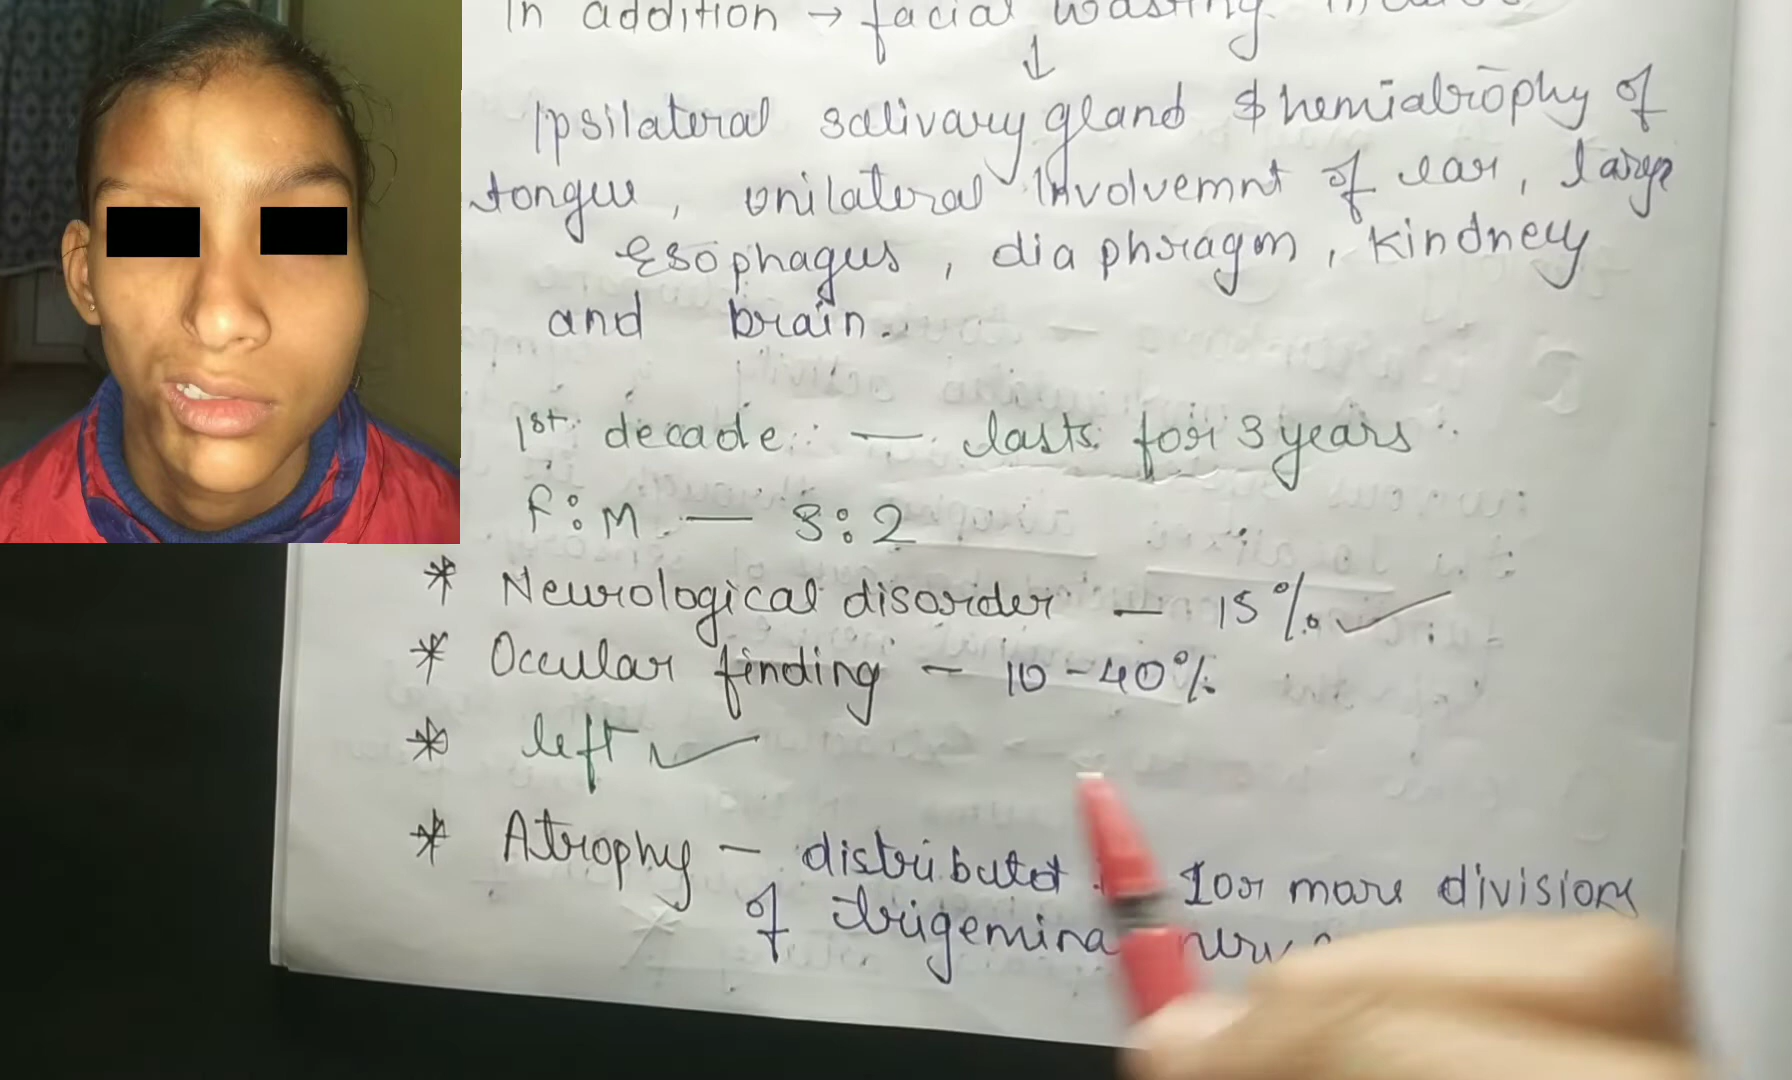 In addition → facial wasting
↓
Ipsilateral salivary gland & hemiatrophy of
tongue, unilateral Involvemnt of ear, large
Esophagus, diaphragm, kindney
and brain.
1st decade — lasts for 3 years
F:M — 3:2
* Neurological disorder — 15%
* Occular finding — 10-40%
* left
* Atrophy — distributed 1 or more divisions
of trigemina